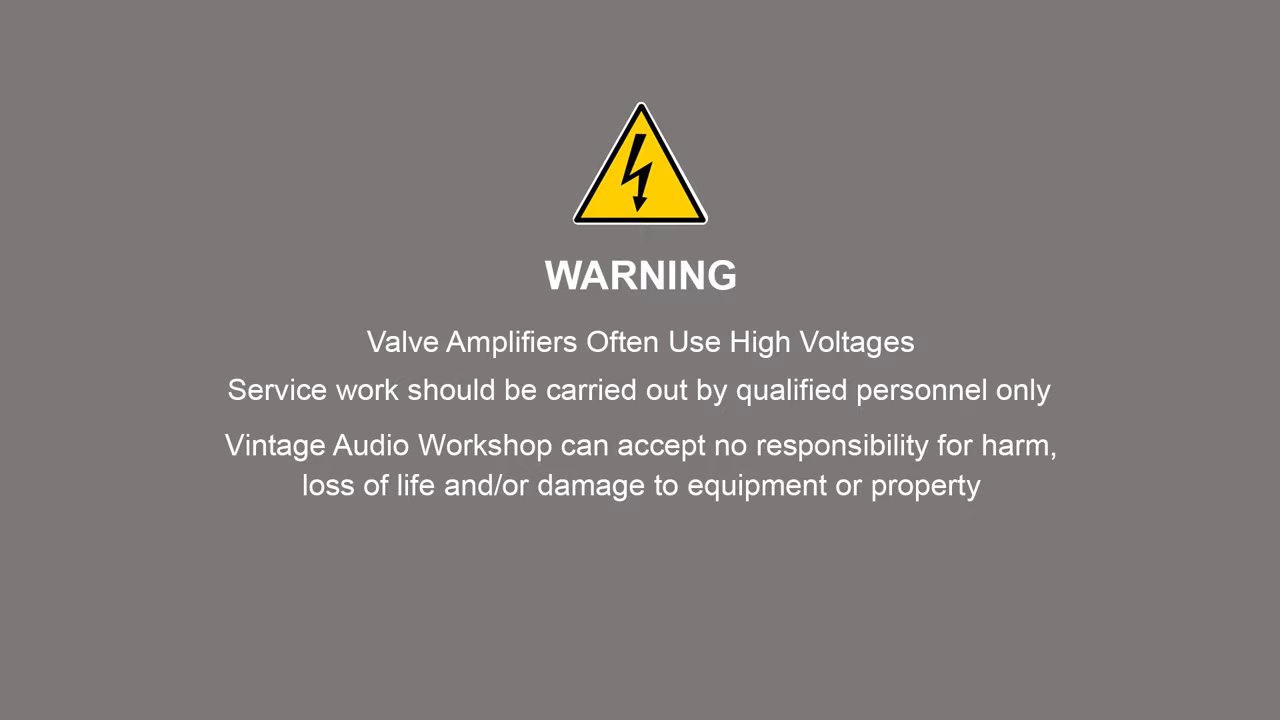 WARNING
Valve Amplifiers Often Use High Voltages
Service work should be carried out by qualified personnel only
Vintage Audio Workshop can accept no responsibility for harm,
loss of life and/or damage to equipment or property